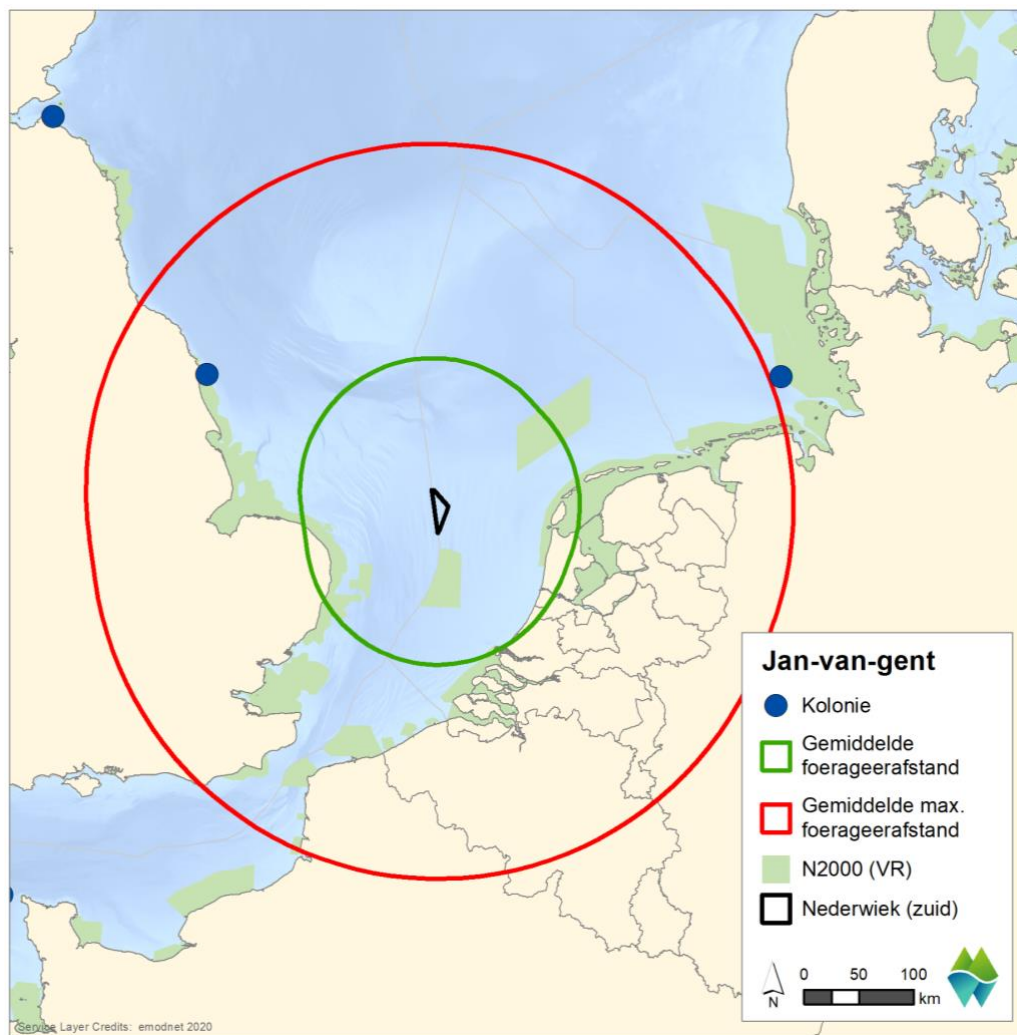 Jan-van-gent
Kolonie
Gemiddelde
foerageerafstand
Gemiddelde max.
foerageerafstand
N2000 (VR)
Nederwiek (zuid)
N
0 50 100
km
Service Layer Credits: emodnet 2020